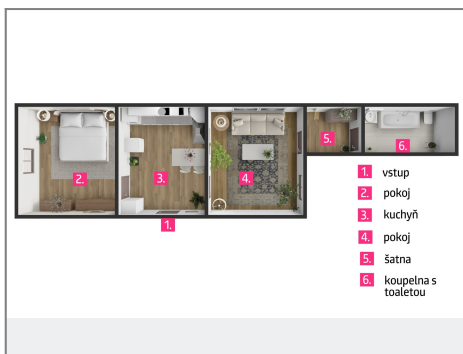 2.
3.
4.
5.
6.
1.
1. vstup
2. pokoj
3. kuchyň
4. pokoj
5. šatna
6. koupelna s
toaletou